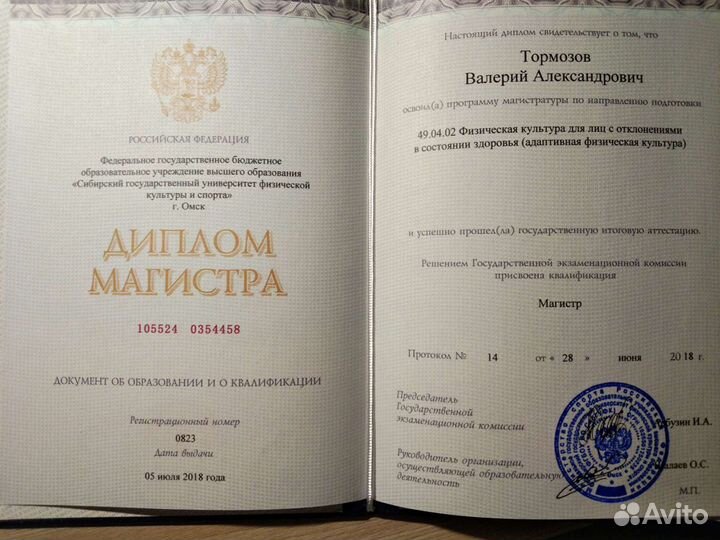 РОССИЙСКАЯ ФЕДЕРАЦИЯ
Федеральное государственное бюджетное
образовательное учреждение высшего образования
«Сибирский государственный университет физической
культуры и спорта»
г. Омск
ДИПЛОМ
МАГИСТРА
105524 0354458
ДОКУМЕНТ ОБ ОБРАЗОВАНИИ И О КВАЛИФИКАЦИИ
Регистрационный номер
0823
Дата выдачи
05 июля 2018 года
Настоящий диплом свидетельствует о том, что
Тормозов
Валерий Александрович
освоил(а) программу магистратуры по направлению подготовки
49.04.02 Физическая культура для лиц с отклонениями
в состоянии здоровья (адаптивная физическая культура)
и успешно прошел(ла) государственную итоговую аттестацию.
Решением Государственной экзаменационной комиссии
присвоена квалификация
Магистр
Протокол № 14 от « 28 » июня 2018 г.
Председатель
Государственной
экзаменационной комиссии
И.А.
Руководитель организации,
осуществляющей образовательную
деятельность
О.С.
М.П.
Avito